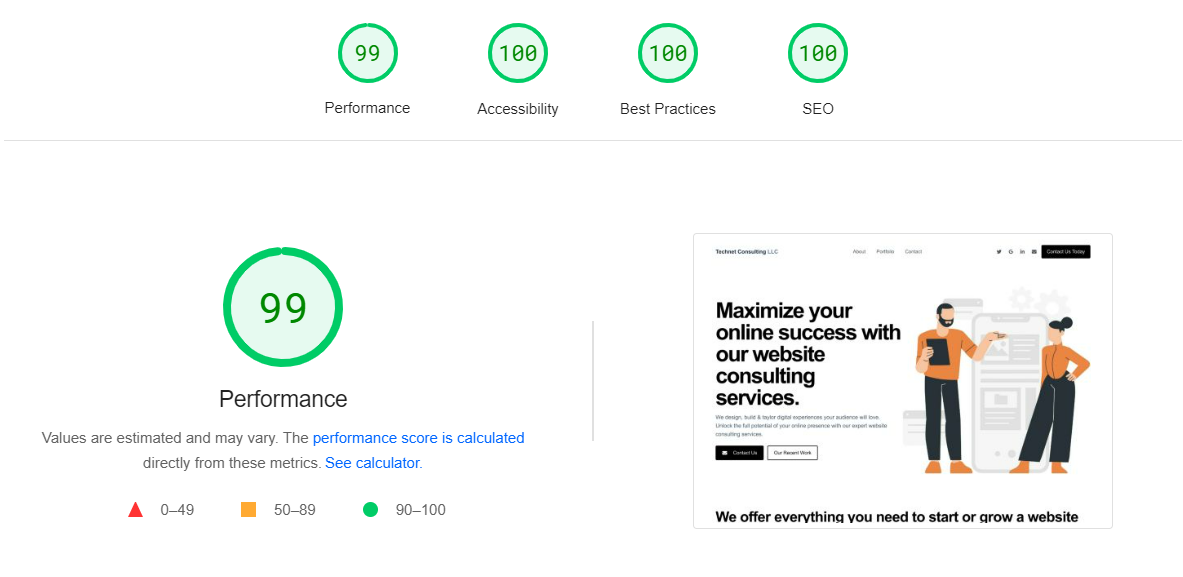 99 100 100 100
Performance Accessibility Best Practices SEO
99
Performance
Values are estimated and may vary. The performance score is calculated
directly from these metrics. See calculator.
0–49 50–89 90–100
Technet Consulting LLC About Portfolio Contact Contact Us Today
Maximize your
online success with
our website
consulting
services.
We design, build & taylor digital experiences your audience will love.
Unlock the full potential of your online presence with our expert website
consulting services.
Contact Us Our Recent Work
We offer everything you need to start or grow a website